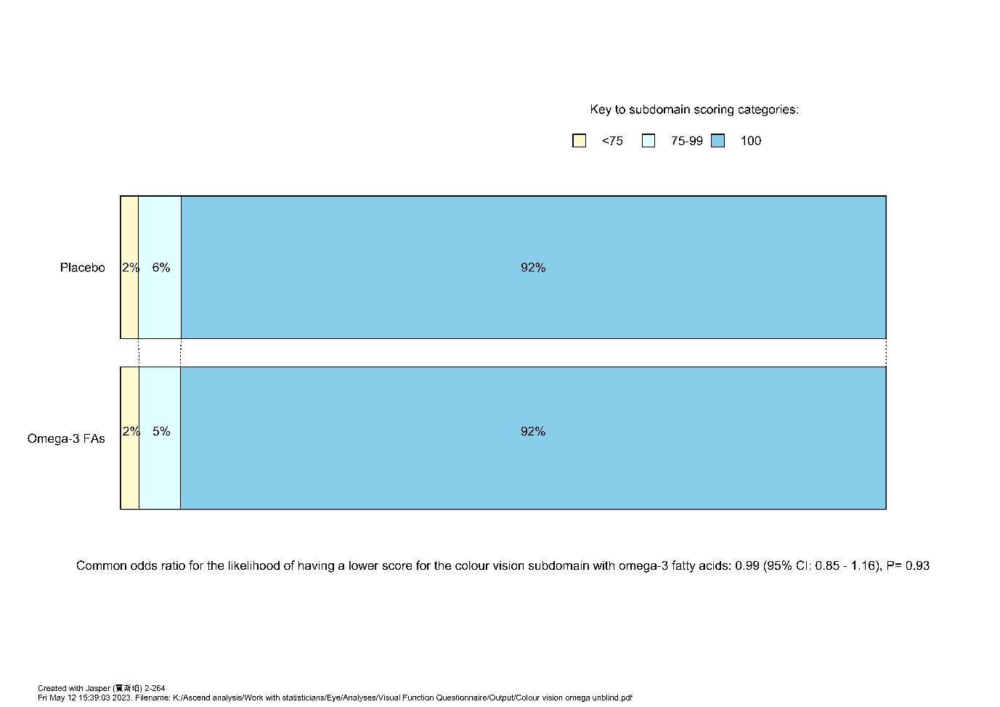 Key to subdomain scoring categories:
<75 75-99 100
Placebo 2% 6% 92%
Omega-3 FAs 2% 5% 92%
Common odds ratio for the likelihood of having a lower score for the colour vision subdomain with omega-3 fatty acids: 0.99 (95% CI: 0.85 - 1.16), P= 0.93
Created with Jasper (賈斯珀) 2-264
Fri May 12 15:39:03 2023. Filename: K:/Ascend analysis/Work with statisticians/Eye/Analyses/Visual Function Questionnaire/Output/Colour vision omega unblind.pdf